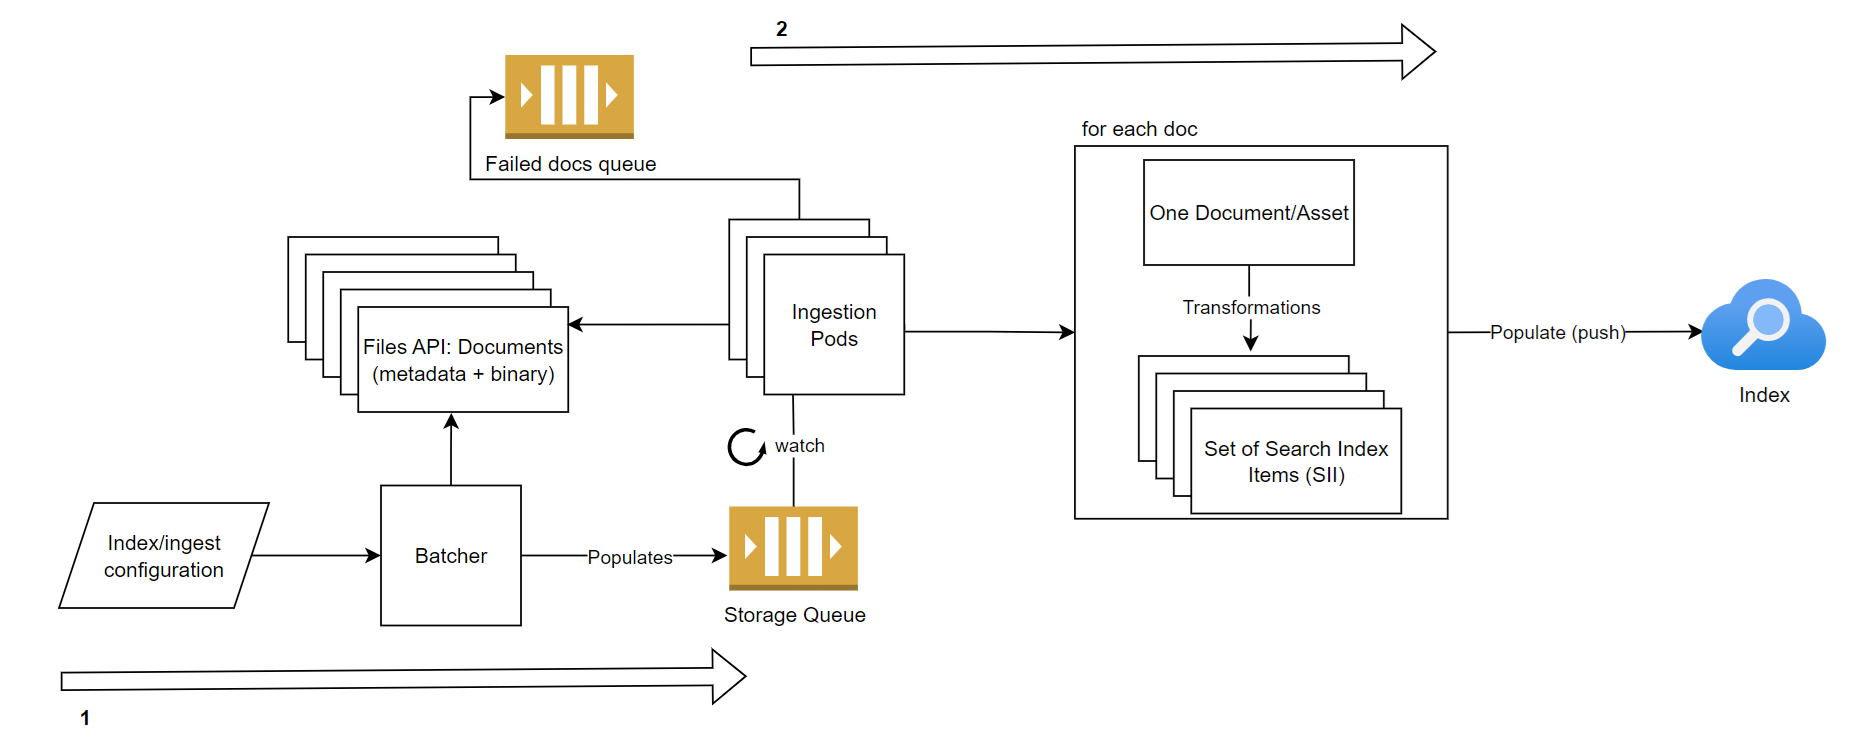 2
for each doc
Failed docs queue
One Document/Asset
Transformations
Ingestion
Pods
Files API: Documents
(metadata + binary)
Populate (push)
Index
watch
Set of Search Index
Items (SII)
Index/ingest
configuration
Batcher
Populates
Storage Queue
1